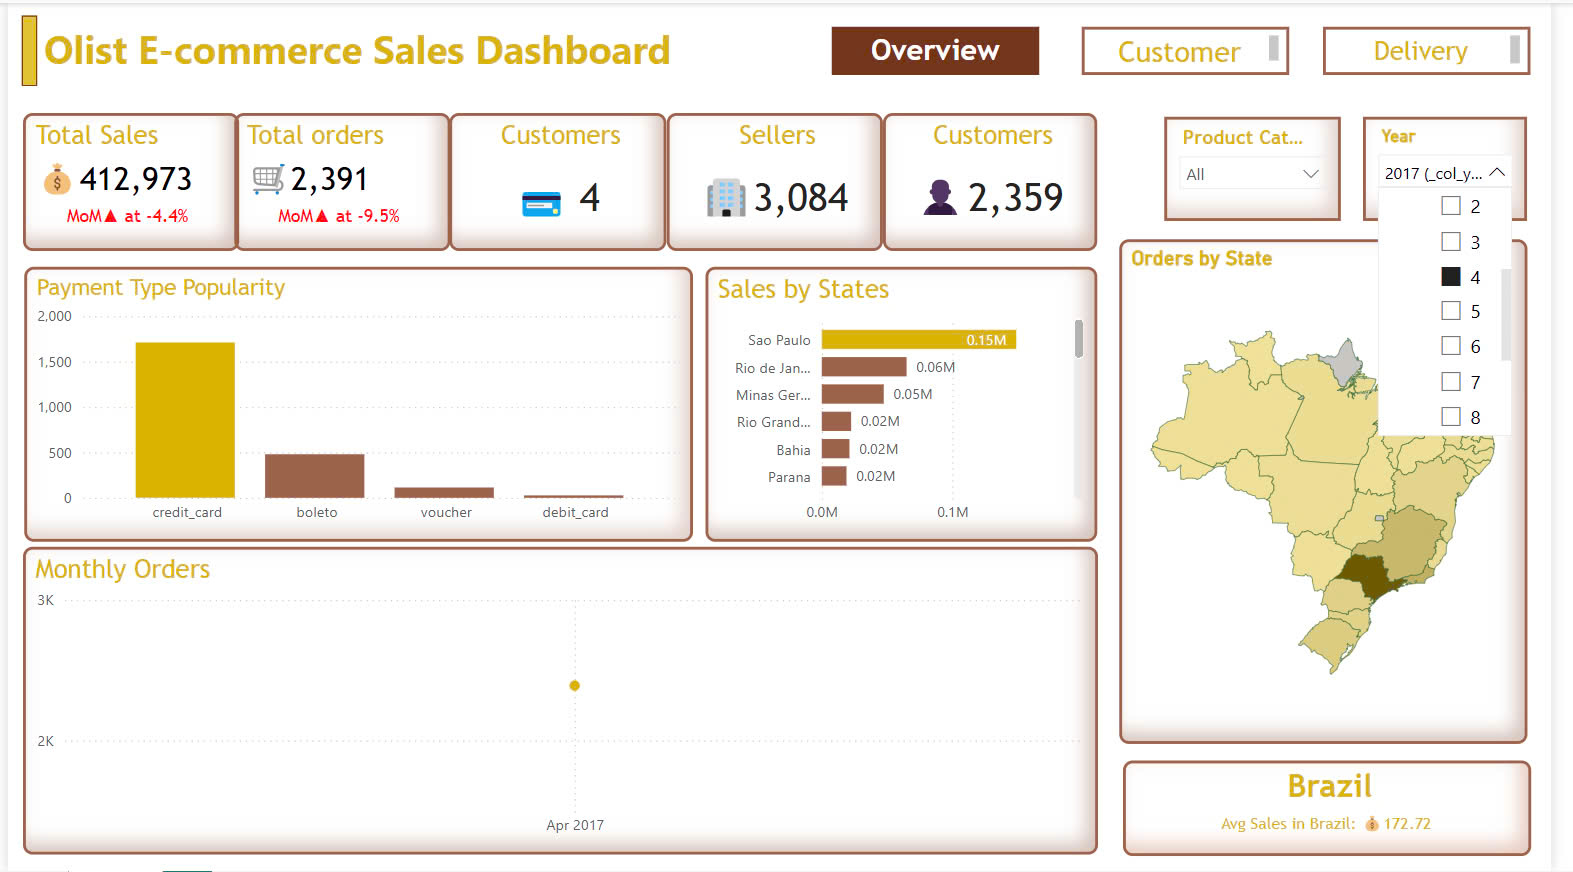 Olist E-commerce Sales Dashboard
Overview
Customer
Delivery
Total Sales
412,973
MoM▲ at -4.4%
Total orders
2,391
MoM▲ at -9.5%
Customers
4
Sellers
3,084
Customers
2,359
Product Cat...
All
Year
2017 (_col_y...
2
3
4
5
6
7
8
Payment Type Popularity
2,000
1,500
1,000
500
0
credit_card
boleto
voucher
debit_card
Sales by States
Sao Paulo
0.15M
Rio de Jan...
0.06M
Minas Ger...
0.05M
Rio Grand...
0.02M
Bahia
0.02M
Parana
0.02M
0.0M
0.1M
Orders by State
Monthly Orders
3K
2K
Apr 2017
Brazil
Avg Sales in Brazil: 💰 172.72